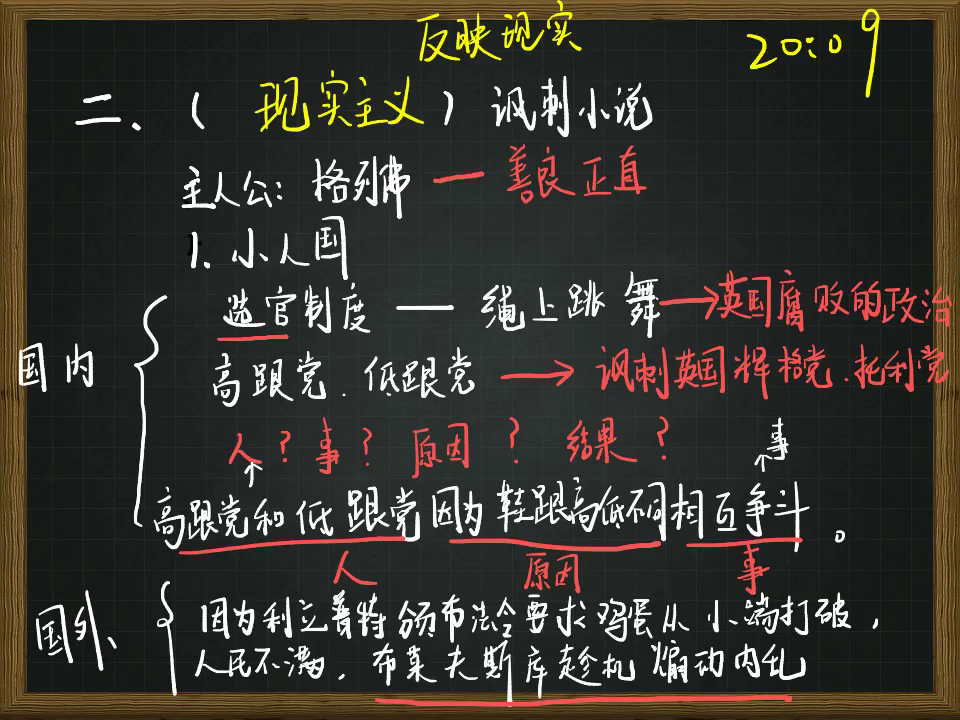 反映现实
20:09
二、(现实主义)讽刺小说
主人公:格列弗—善良正直
1、小人国
国内
选官制度——绳上跳舞→英国腐败的政治
高跟党、低跟党→讽刺英国辉格党、托利党
人?事?原因?结果?
事
高跟党和低跟党因为鞋跟高低不同相互争斗。
人 原因 事
国外、
因为利立普特颁布法令要求鸡蛋从小端打破,
人民不满,布莱夫斯库趁机煽动内乱